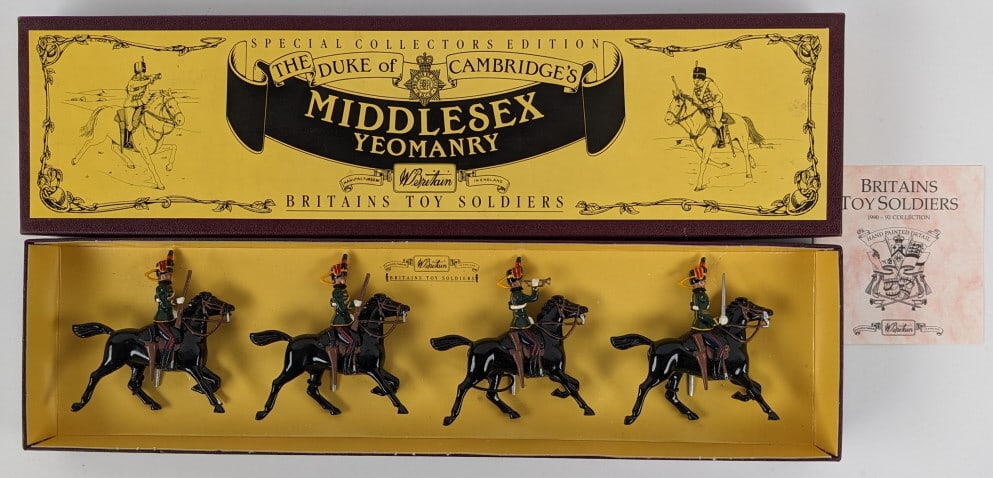 SPECIAL COLLECTORS EDITION
THE DUKE of CAMBRIDGE'S
MIDDLESEX
YEOMANRY
MANUFACTURED W Britain IN ENGLAND
BRITAINS TOY SOLDIERS
W Britain
BRITAINS TOY SOLDIERS
BRITAINS
TOY SOLDIERS
1990 - 92 COLLECTION
HAND PAINTED DETAIL
W Britain